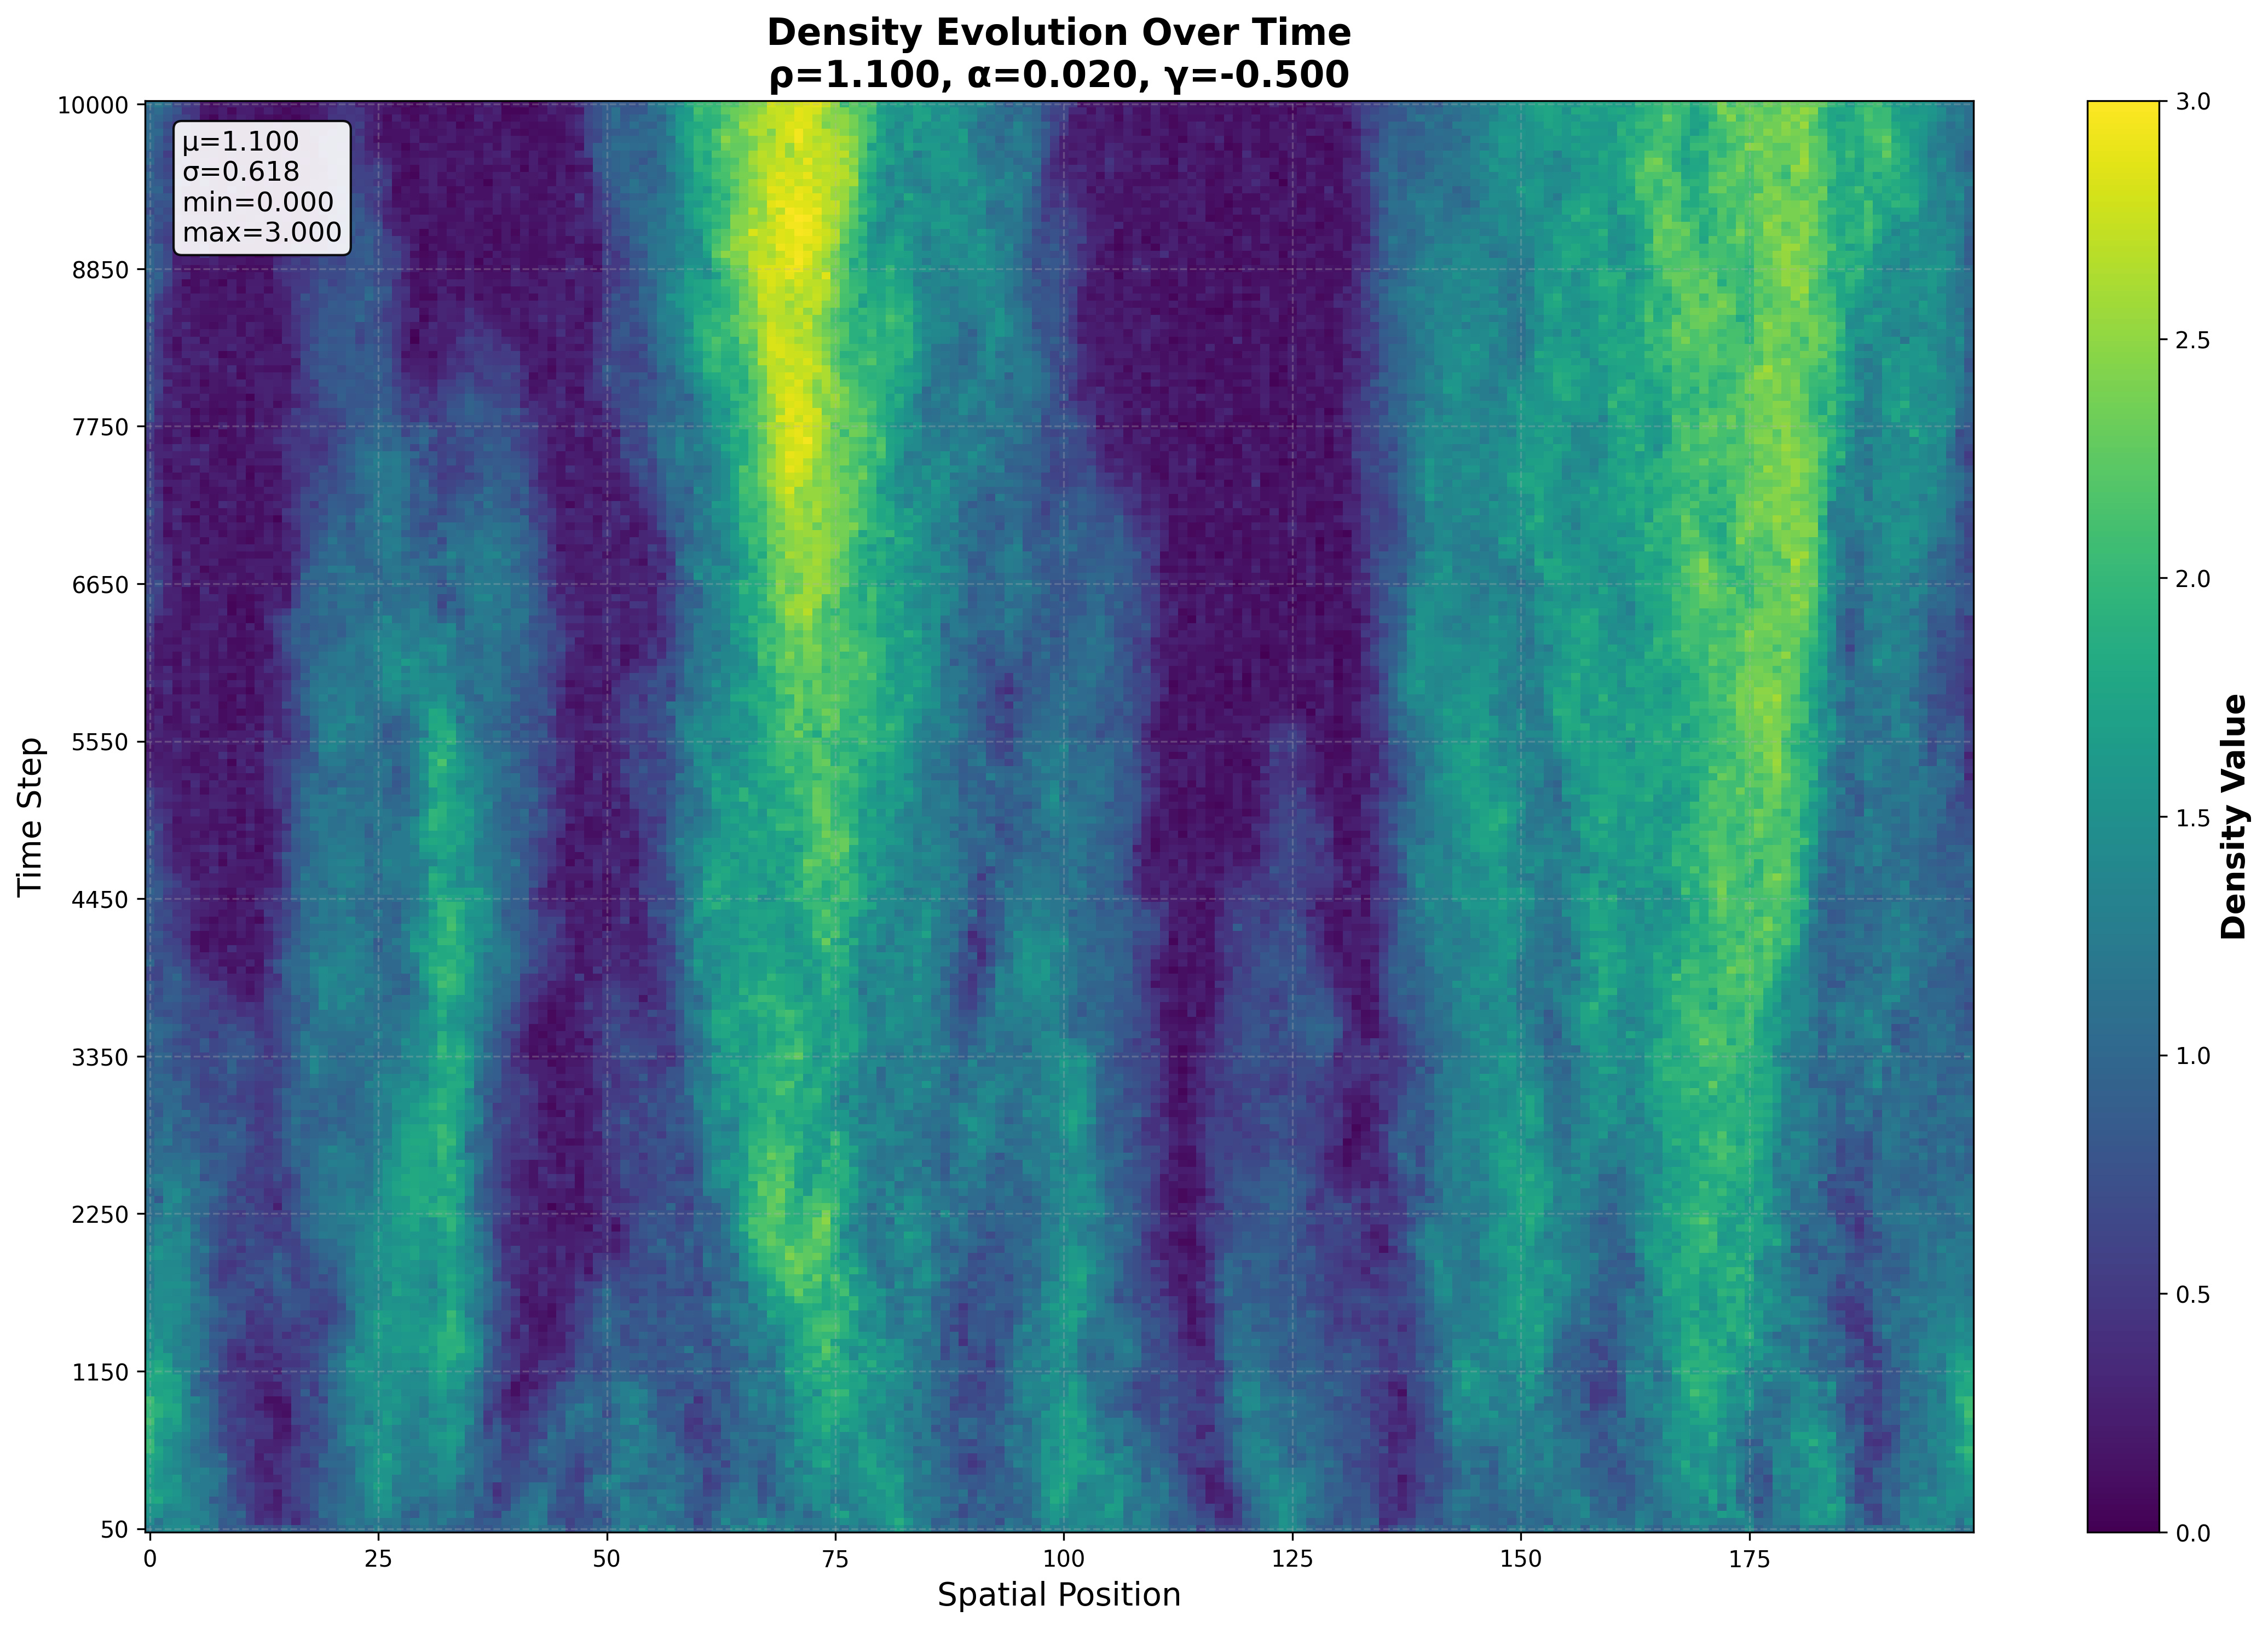 Density Evolution Over Time
ρ=1.100, α=0.020, γ=-0.500
μ=1.100
σ=0.618
min=0.000
max=3.000
Time Step
10000
8850
7750
6650
5550
4450
3350
2250
1150
50
0
25
50
75
100
125
150
175
Spatial Position
3.0
2.5
2.0
1.5
1.0
0.5
0.0
Density Value